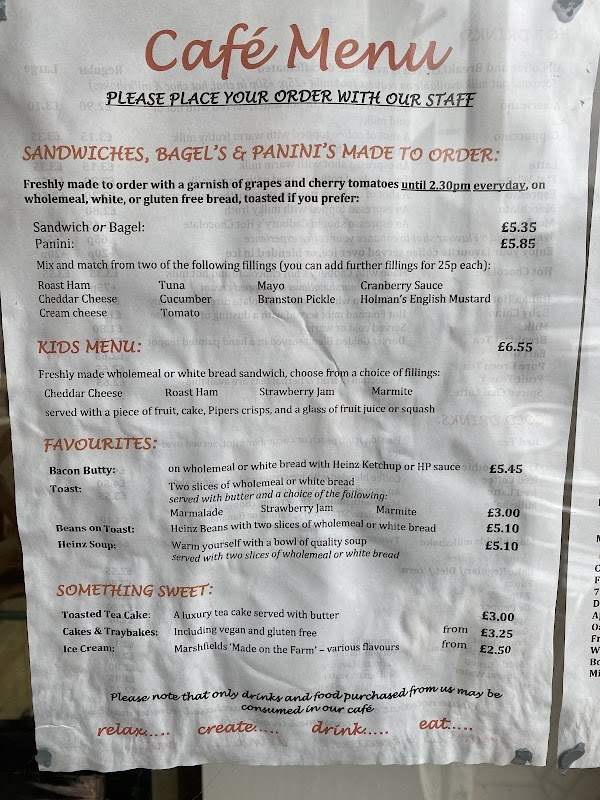 Café Menu
PLEASE PLACE YOUR ORDER WITH OUR STAFF
SANDWICHES, BAGEL'S & PANINI'S MADE TO ORDER:
Freshly made to order with a garnish of grapes and cherry tomatoes until 2.30pm everyday, on
wholemeal, white, or gluten free bread, toasted if you prefer:
Sandwich or Bagel: £5.35
Panini: £5.85
Mix and match from two of the following fillings (you can add further fillings for 25p each):
Roast Ham Tuna Mayo Cranberry Sauce
Cheddar Cheese Cucumber Branston Pickle Holman's English Mustard
Cream cheese Tomato
KIDS MENU: £6.55
Freshly made wholemeal or white bread sandwich, choose from a choice of fillings:
Cheddar Cheese Roast Ham Strawberry Jam Marmite
served with a piece of fruit, cake, Pipers crisps, and a glass of fruit juice or squash
FAVOURITES:
Bacon Butty: on wholemeal or white bread with Heinz Ketchup or HP sauce £5.45
Toast: Two slices of wholemeal or white bread
served with butter and a choice of the following:
Marmalade Strawberry Jam Marmite £3.00
Beans on Toast: Heinz Beans with two slices of wholemeal or white bread £5.10
Heinz Soup: Warm yourself with a bowl of quality soup £5.10
served with two slices of wholemeal or white bread
SOMETHING SWEET:
Toasted Tea Cake: A luxury tea cake served with butter £3.00
Cakes & Traybakes: Including vegan and gluten free from £3.25
Ice Cream: Marshfields 'Made on the Farm' – various flavours from £2.50
Please note that only drinks and food purchased from us may be
consumed in our café
relax.... create..... drink.... eat....